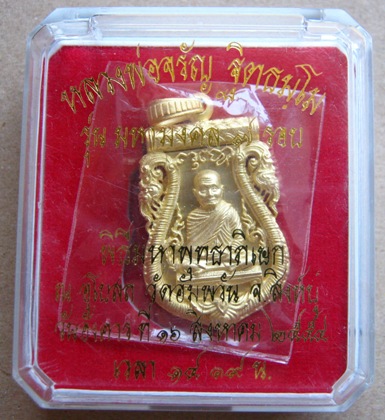 หลวงพ่อจรัญ ฐิตธมฺโม
รุ่น มหามงคล ๗ รอบ
พิธีมหาพุทธาภิเษก
ณ อุโบสถ วัดอัมพวัน จ.สิงห์บุรี
วันอังคาร ที่ ๑๖ สิงหาคม ๒๕๕๔
เวลา ๑๙ น.